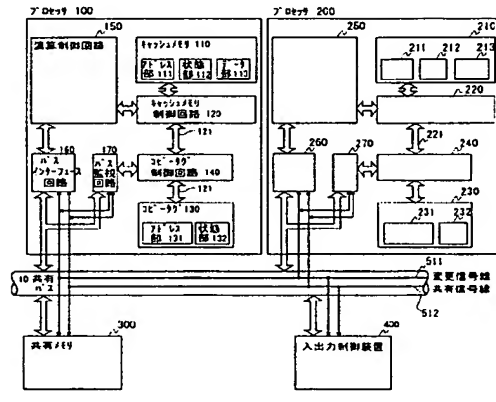 プロセッサ 100
150
演算制御回路
キャッシュメモリ 110
アドレス部 111
状態部 112
データ部 113
キャッシュメモリ制御回路 120
121
160
バスインターフェース回路
170
バス監視回路
コピータグ制御回路 140
121
コピータグ 130
アドレス部 131
状態部 132
プロセッサ 200
250
210
211
212
213
220
221
260
270
240
230
231
232
10 共有バス
511
変更信号線
共有信号線
512
300
共有メモリ
400
入出力制御装置